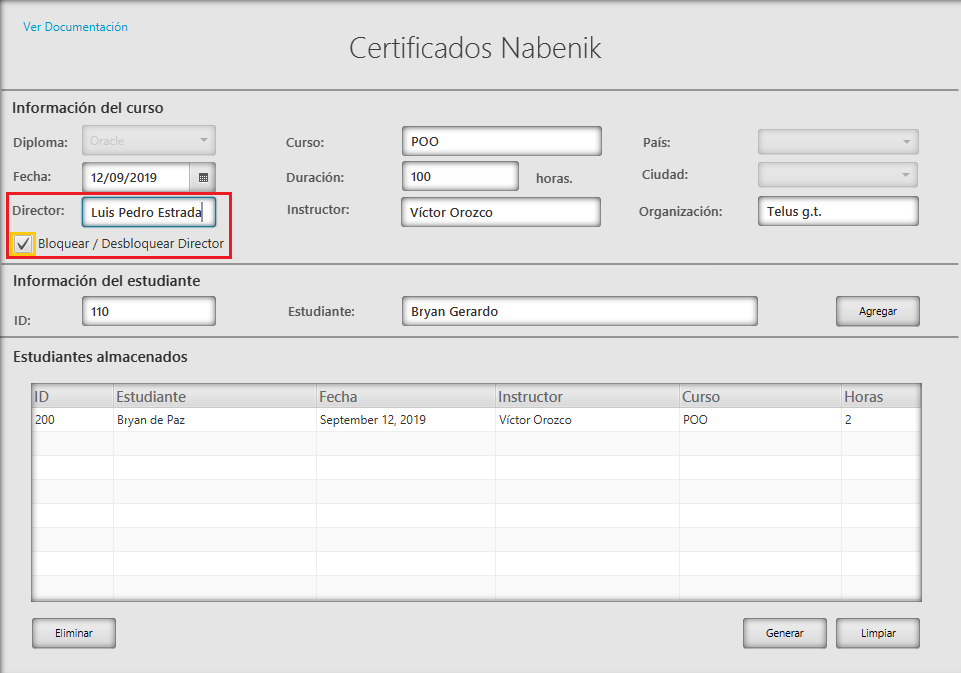 Ver Documentación
Certificados Nabenik
Información del curso
Diploma: Oracle Curso: POO País:
Fecha: 12/09/2019 Duración: 100 horas. Ciudad:
Director: Luis Pedro Estrada Instructor: Víctor Orozco Organización: Telus g.t.
Bloquear / Desbloquear Director
Información del estudiante
ID: 110 Estudiante: Bryan Gerardo Agregar
Estudiantes almacenados
ID Estudiante Fecha Instructor Curso Horas
200 Bryan de Paz September 12, 2019 Víctor Orozco POO 2
Eliminar Generar Limpiar